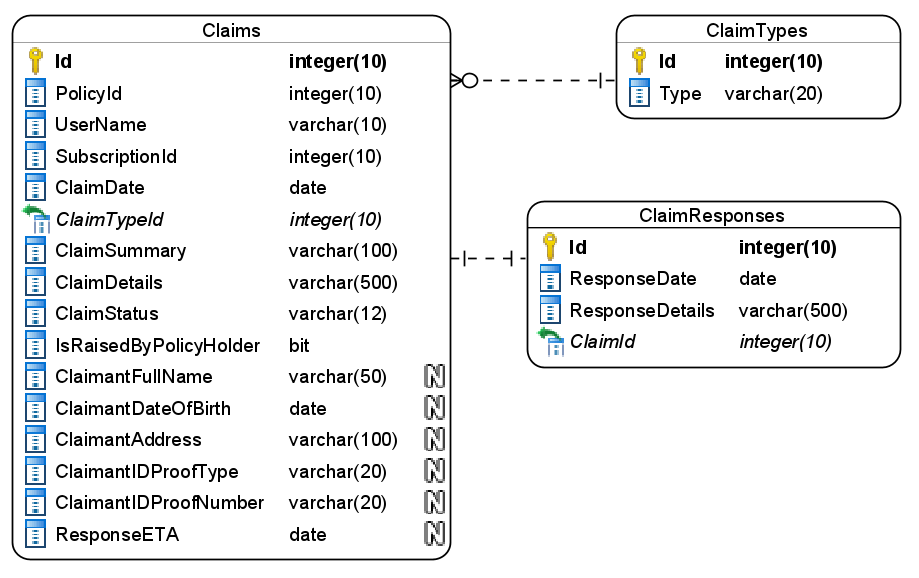 Claims
Id integer(10)
PolicyId integer(10)
UserName varchar(10)
SubscriptionId integer(10)
ClaimDate date
ClaimTypeId integer(10)
ClaimSummary varchar(100)
ClaimDetails varchar(500)
ClaimStatus varchar(12)
IsRaisedByPolicyHolder bit
ClaimantFullName varchar(50) N
ClaimantDateOfBirth date N
ClaimantAddress varchar(100) N
ClaimantIDProofType varchar(20) N
ClaimantIDProofNumber varchar(20) N
ResponseETA date N
ClaimTypes
Id integer(10)
Type varchar(20)
ClaimResponses
Id integer(10)
ResponseDate date
ResponseDetails varchar(500)
ClaimId integer(10)